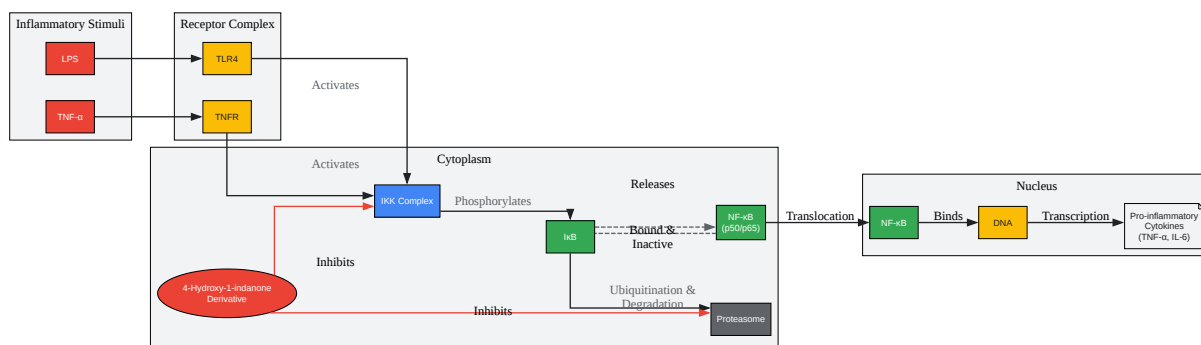 Inflammatory Stimuli
Receptor Complex
LPS
TLR4
Activates
TNF-α
TNFR
Activates
Cytoplasm
IKK Complex
Phosphorylates
Releases
IκB
Bound &
Inactive
NF-κB
(p50/p65)
Translocation
Nucleus
NF-κB
Binds
DNA
Transcription
Pro-inflammatory
Cytokines
(TNF-α, IL-6)
Inhibits
4-Hydroxy-1-indanone
Derivative
Inhibits
Ubiquitination &
Degradation
Proteasome